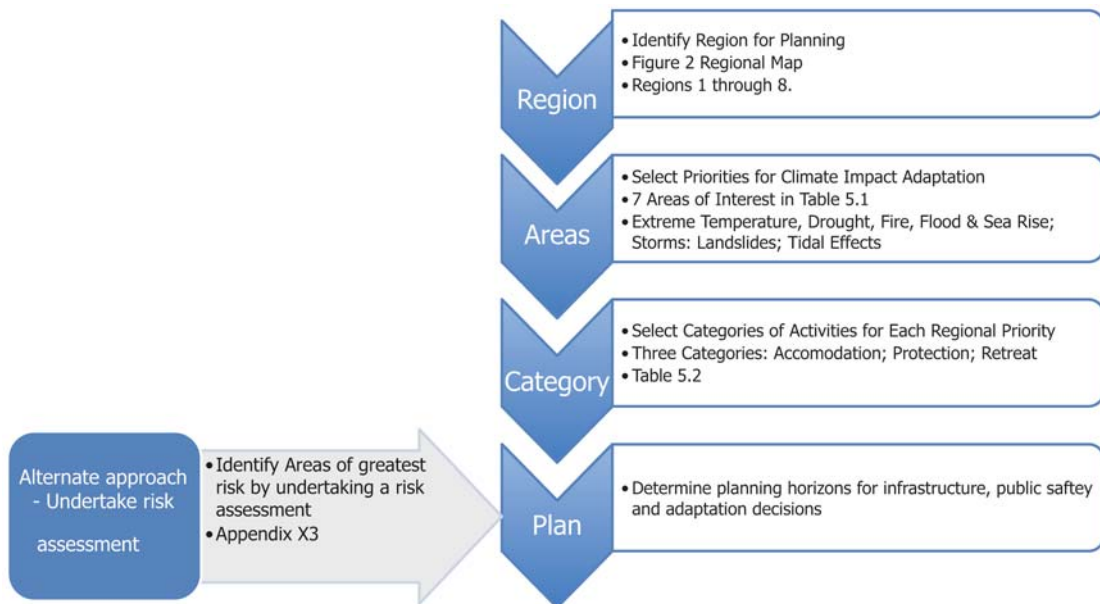 Region
• Identify Region for Planning
• Figure 2 Regional Map
• Regions 1 through 8.
Areas
• Select Priorities for Climate Impact Adaptation
• 7 Areas of Interest in Table 5.1
• Extreme Temperature, Drought, Fire, Flood & Sea Rise;
Storms: Landslides; Tidal Effects
Category
• Select Categories of Activities for Each Regional Priority
• Three Categories: Accomodation; Protection; Retreat
• Table 5.2
Alternate approach
- Undertake risk
assessment
• Identify Areas of greatest
risk by undertaking a risk
assessment
• Appendix X3
Plan
• Determine planning horizons for infrastructure, public saftey
and adaptation decisions